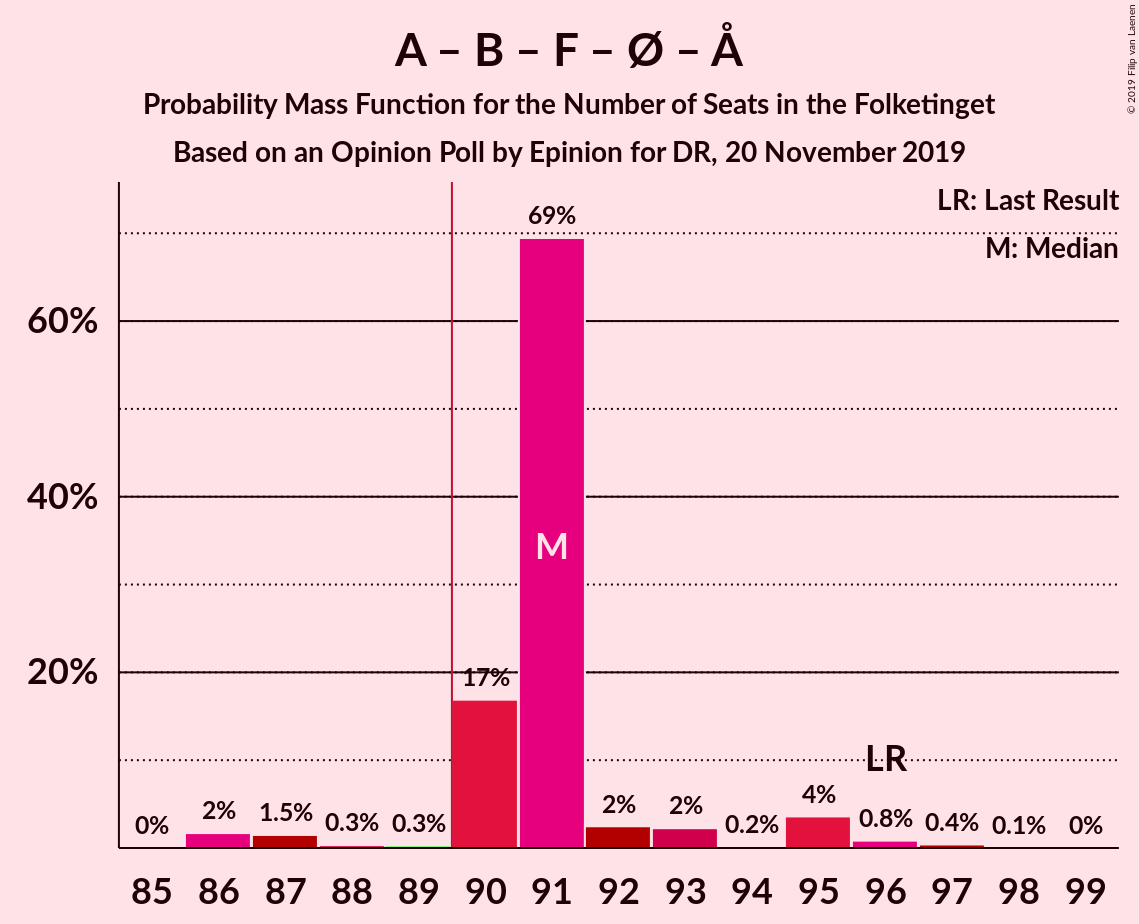 A – B – F – Ø – Å
Probability Mass Function for the Number of Seats in the Folketinget
Based on an Opinion Poll by Epinion for DR, 20 November 2019
© 2019 Filip van Laenen
LR: Last Result
M: Median
60%
40%
20%
0%
2%
1.5%
0.3%
0.3%
17%
69%
M
2%
2%
0.2%
4%
LR
0.8%
0.4%
0.1%
0%
85 86 87 88 89 90 91 92 93 94 95 96 97 98 99